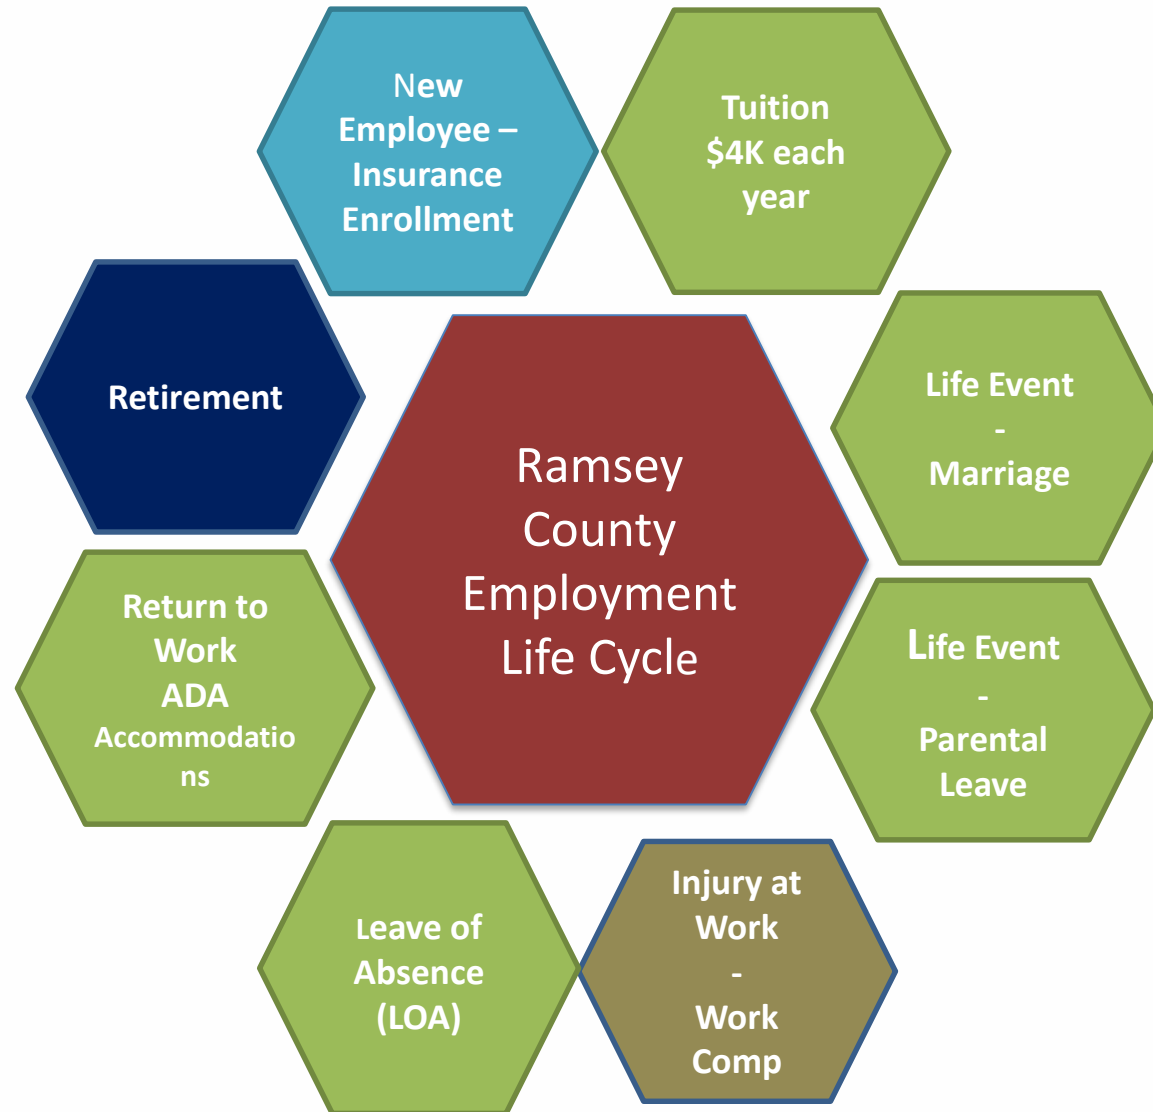 New
Employee –
Insurance
Enrollment
Tuition
$4K each
year
Life Event
-
Marriage
Life Event
-
Parental
Leave
Injury at
Work
-
Work
Comp
Leave of
Absence
(LOA)
Return to
Work
ADA
Accommodatio
ns
Retirement
Ramsey
County
Employment
Life Cycle